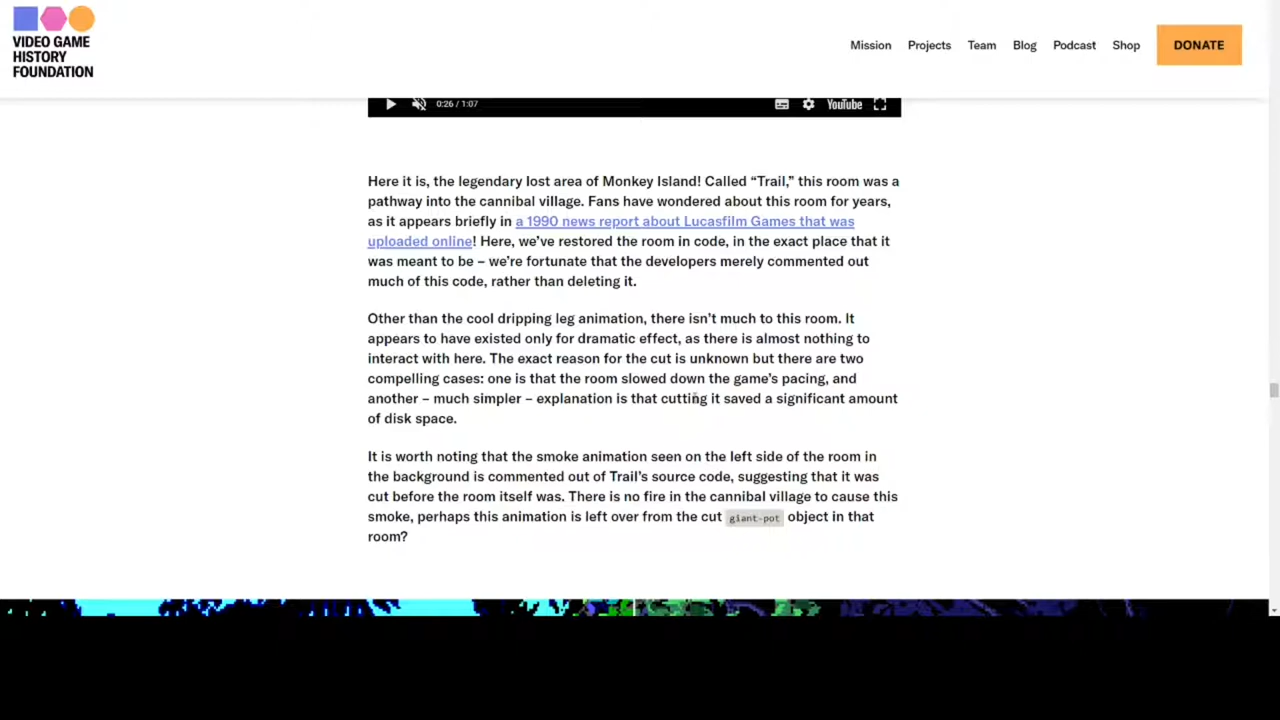 VIDEO GAME
HISTORY
FOUNDATION
Mission Projects Team Blog Podcast Shop DONATE
0:26 / 1:07 YouTube
Here it is, the legendary lost area of Monkey Island! Called “Trail,” this room was a
pathway into the cannibal village. Fans have wondered about this room for years,
as it appears briefly in a 1990 news report about Lucasfilm Games that was
uploaded online! Here, we’ve restored the room in code, in the exact place that it
was meant to be – we’re fortunate that the developers merely commented out
much of this code, rather than deleting it.
Other than the cool dripping leg animation, there isn’t much to this room. It
appears to have existed only for dramatic effect, as there is almost nothing to
interact with here. The exact reason for the cut is unknown but there are two
compelling cases: one is that the room slowed down the game’s pacing, and
another – much simpler – explanation is that cutting it saved a significant amount
of disk space.
It is worth noting that the smoke animation seen on the left side of the room in
the background is commented out of Trail’s source code, suggesting that it was
cut before the room itself was. There is no fire in the cannibal village to cause this
smoke, perhaps this animation is left over from the cut giant-pot object in that
room?